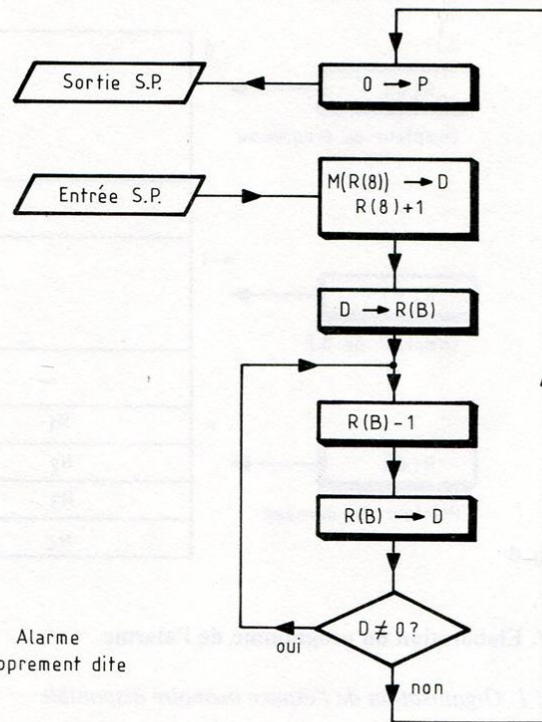 Sortie S.P.
0 → P
Entrée S.P.
M(R(8)) → D
R(8)+1
D → R(B)
R(B)-1
R(B) → D
D ≠ 0?
oui
non
Alarme
oprement dite